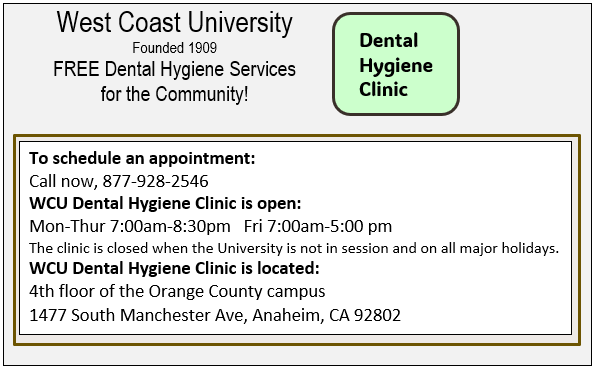 West Coast University
Founded 1909
FREE Dental Hygiene Services
for the Community!
Dental
Hygiene
Clinic
To schedule an appointment:
Call now, 877-928-2546
WCU Dental Hygiene Clinic is open:
Mon-Thur 7:00am-8:30pm   Fri 7:00am-5:00 pm
The clinic is closed when the University is not in session and on all major holidays.
WCU Dental Hygiene Clinic is located:
4th floor of the Orange County campus
1477 South Manchester Ave, Anaheim, CA 92802